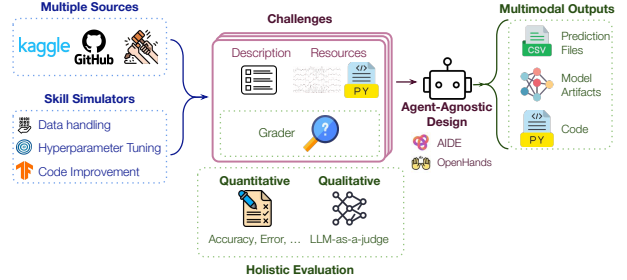 Multiple Sources
kaggle
GitHub
Skill Simulators
Data handling
Hyperparameter Tuning
Code Improvement
Challenges
Description
Resources
</>
PY
Grader
?
Quantitative
Qualitative
Accuracy, Error, ...
LLM-as-a-judge
Holistic Evaluation
Agent-Agnostic
Design
AIDE
OpenHands
Multimodal Outputs
CSV
Prediction
Files
Model
Artifacts
</>
PY
Code